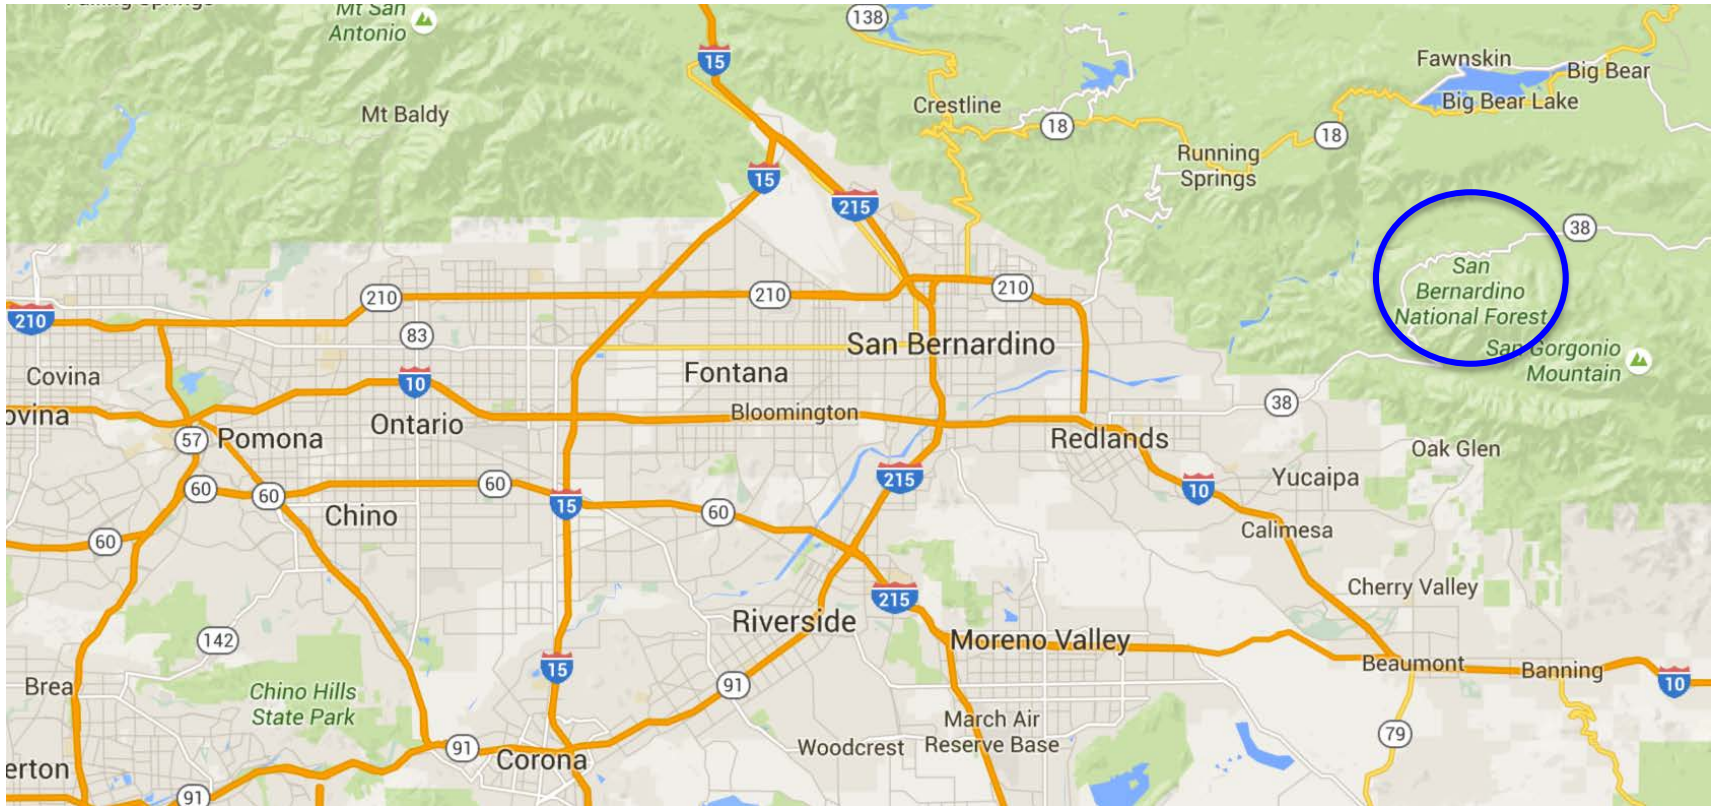 Mt San
Antonio
138
15
Fawnskin
Big Bear
Big Bear Lake
Crestline
Mt Baldy
18
18
Running
Springs
15
215
38
San
Bernardino
National Forest
210
210
210
210
83
San Bernardino
San Gorgonio
Mountain
Covina
10
Fontana
38
ovina
Bloomington
Ontario
57
Pomona
Redlands
Oak Glen
60
60
60
215
10
Yucaipa
15
60
Chino
Calimesa
60
Cherry Valley
215
Riverside
142
Moreno Valley
15
Beaumont
Banning
10
Brea
Chino Hills
State Park
91
March Air
Reserve Base
79
91
Woodcrest
Corona
erton
91